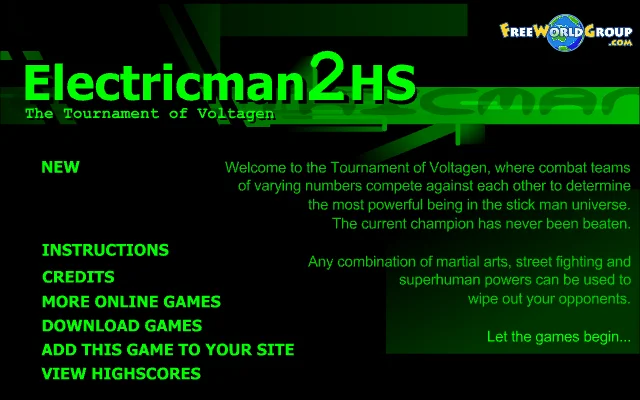 FreeWorldGroup
.com
Electricman2HS
The Tournament of Voltagen
NEW
Welcome to the Tournament of Voltagen, where combat teams
of varying numbers compete against each other to determine
the most powerful being in the stick man universe.
The current champion has never been beaten.
Any combination of martial arts, street fighting and
superhuman powers can be used to
wipe out your opponents.
Let the games begin...
INSTRUCTIONS
CREDITS
MORE ONLINE GAMES
DOWNLOAD GAMES
ADD THIS GAME TO YOUR SITE
VIEW HIGHSCORES